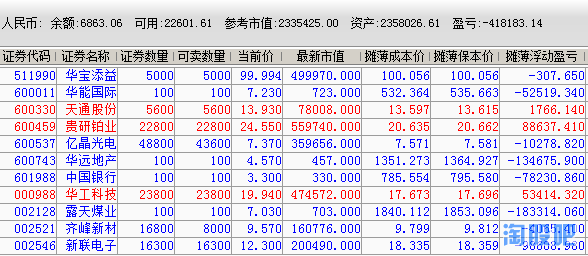 人民币: 余额:6863.06 可用:22601.61 参考市值:2335425.00 资产:2358026.61 盈亏:-418183.14
证券代码 证券名称 证券数量 可卖数量 当前价 最新市值 摊薄成本价 摊薄保本价 摊薄浮动盈亏
511990 华宝添益 5000 5000 99.994 499970.000 100.056 100.056 -307.650
600011 华能国际 100 100 7.230 723.000 532.364 535.663 -52519.340
600330 天通股份 5600 5600 13.930 78008.000 13.597 13.615 1766.140
600459 贵研铂业 22800 22800 24.550 559740.000 20.635 20.662 88637.410
600537 亿晶光电 48800 43600 7.370 359656.000 7.571 7.581 -10278.820
600743 华远地产 100 100 4.570 457.000 1351.273 1364.927 -134675.900
601988 中国银行 100 100 3.300 330.000 785.554 795.580 -78230.860
000988 华工科技 23800 23800 19.940 474572.000 17.673 17.696 53414.320
002128 露天煤业 100 100 7.030 703.000 1840.112 1853.096 -183314.060
002521 齐峰新材 16800 8000 9.570 160776.000 9.799 9.812
002546 新联电子 16300 16300 12.300 200490.000 18.335 18.359 -98808.960
淘股吧